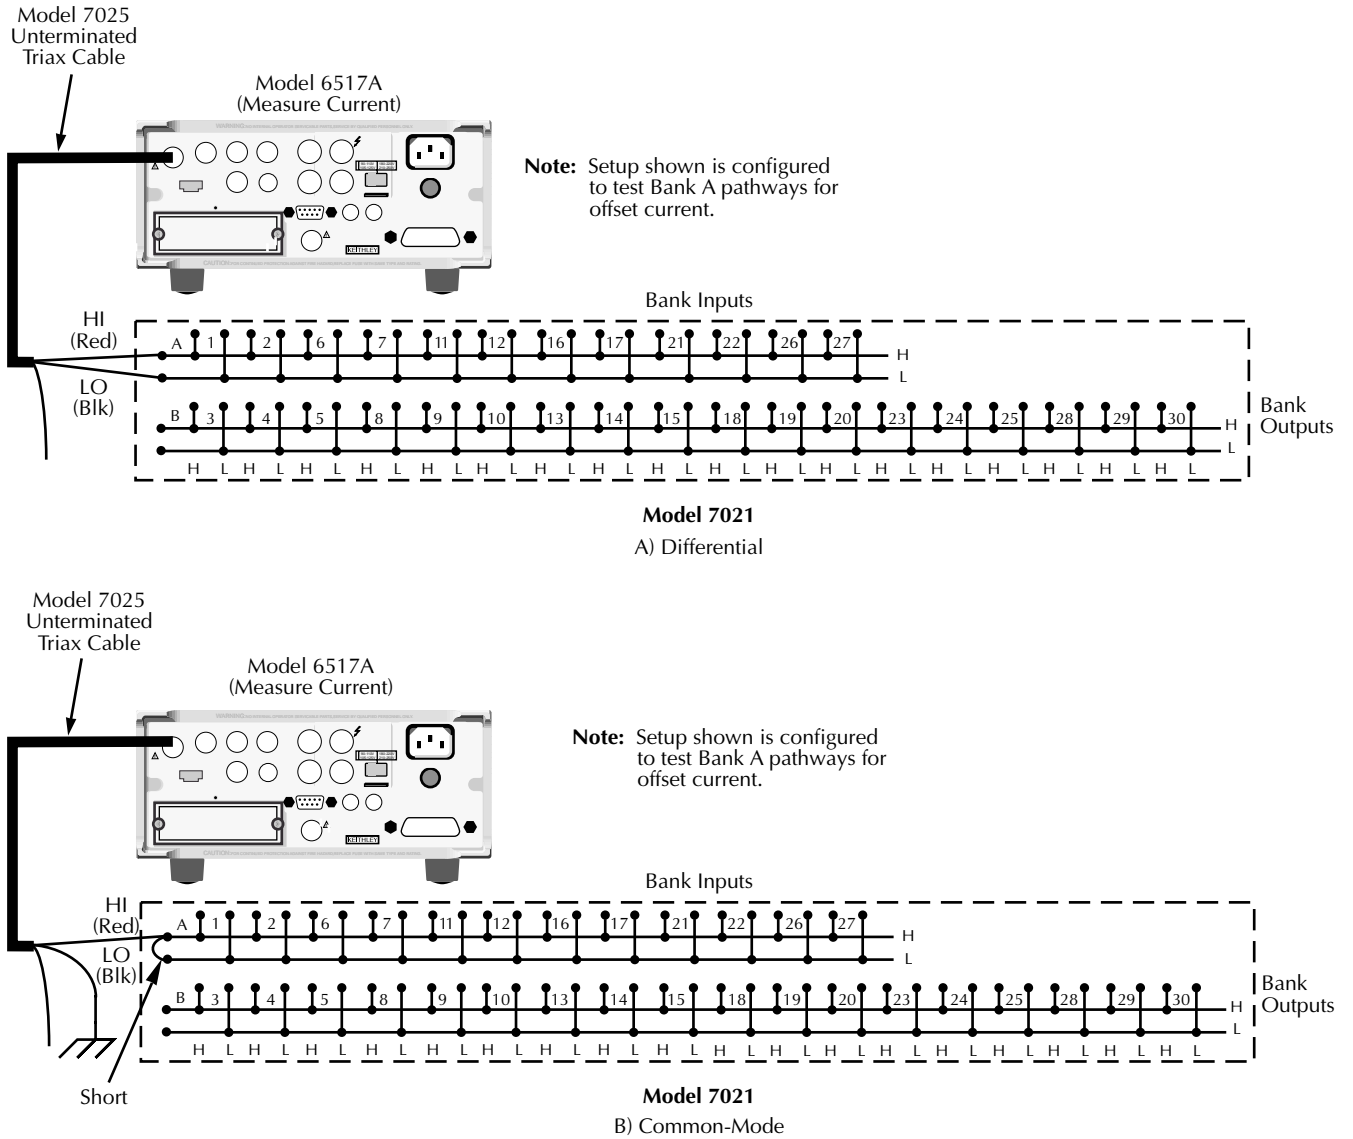 Model 7025
Unterminated
Triax Cable
Model 6517A
(Measure Current)
KEITHLEY
Note: Setup shown is configured
to test Bank A pathways for
offset current.
Bank Inputs
HI
(Red)
LO
(Blk)
A 1 2 6 7 11 12 16 17 21 22 26 27
H
L
B 3 4 5 8 9 10 13 14 15 18 19 20 23 24 25 28 29 30
H
L
H L H L H L H L H L H L H L H L H L H L H L H L H L H L H L H L H L H L
Bank
Outputs
Model 7021
A) Differential
Model 7025
Unterminated
Triax Cable
Model 6517A
(Measure Current)
KEITHLEY
Note: Setup shown is configured
to test Bank A pathways for
offset current.
Bank Inputs
HI
(Red)
LO
(Blk)
A 1 2 6 7 11 12 16 17 21 22 26 27
H
L
B 3 4 5 8 9 10 13 14 15 18 19 20 23 24 25 28 29 30
H
L
H L H L H L H L H L H L H L H L H L H L H L H L H L H L H L H L H L H L
Bank
Outputs
Short
Model 7021
B) Common-Mode